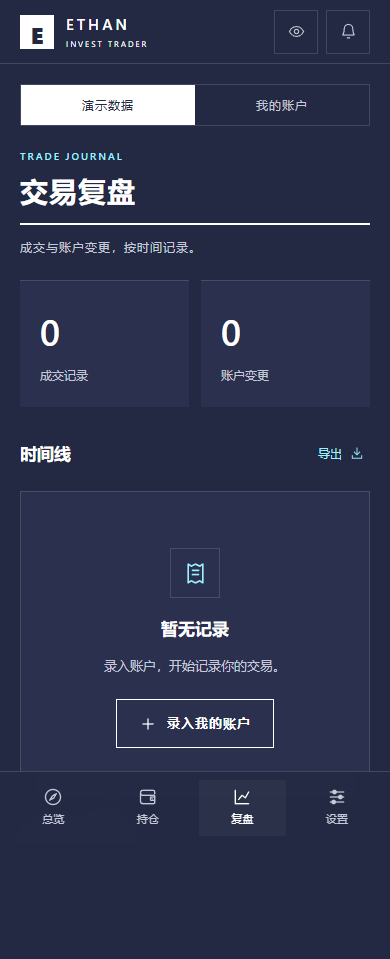 E
ETHAN
INVEST TRADER
演示数据
我的账户
TRADE JOURNAL
交易复盘
成交与账户变更，按时间记录。
0
成交记录
0
账户变更
时间线
导出
暂无记录
录入账户，开始记录你的交易。
录入我的账户
总览
持仓
复盘
设置